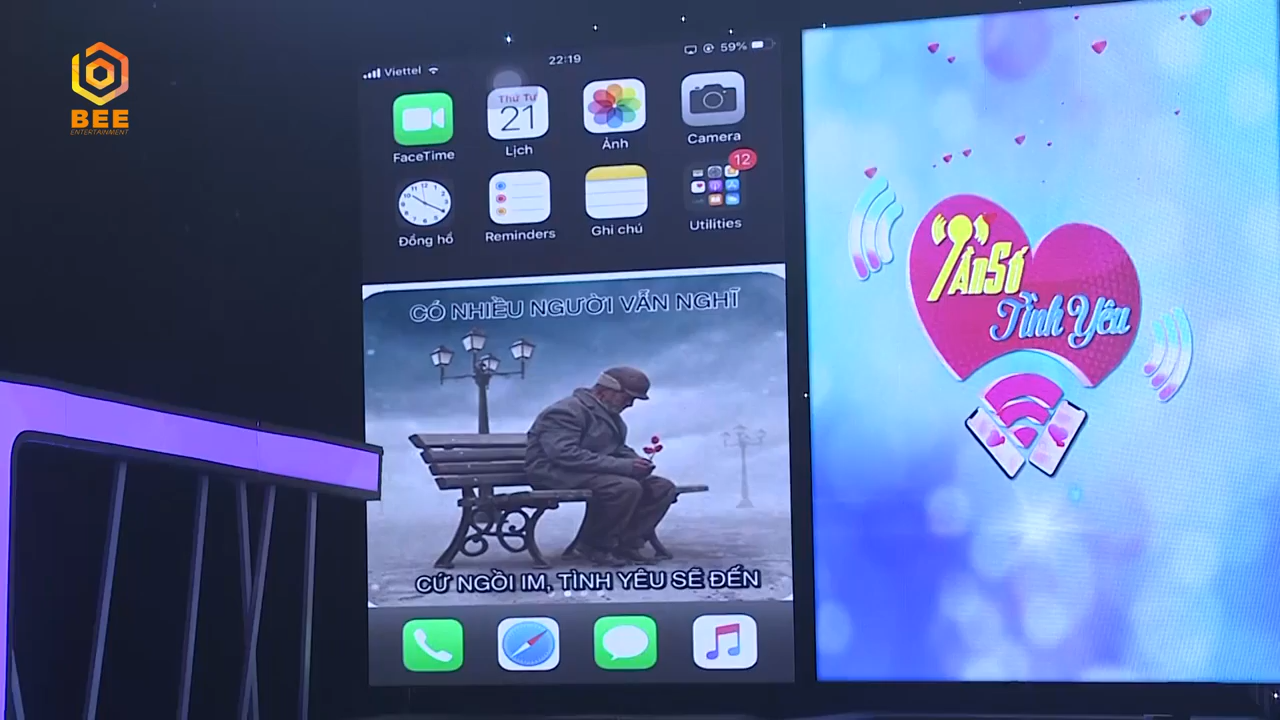 BEE
ENTERTAINMENT
Viettel
22:19
59%
Thứ Tư
21
12
FaceTime
Lịch
Ảnh
Camera
12
Đồng hồ
Reminders
Ghi chú
Utilities
CÓ NHIỀU NGƯỜI VẪN NGHĨ
CỨ NGỒI IM, TÌNH YÊU SẼ ĐẾN
Tần Số
Tình Yêu